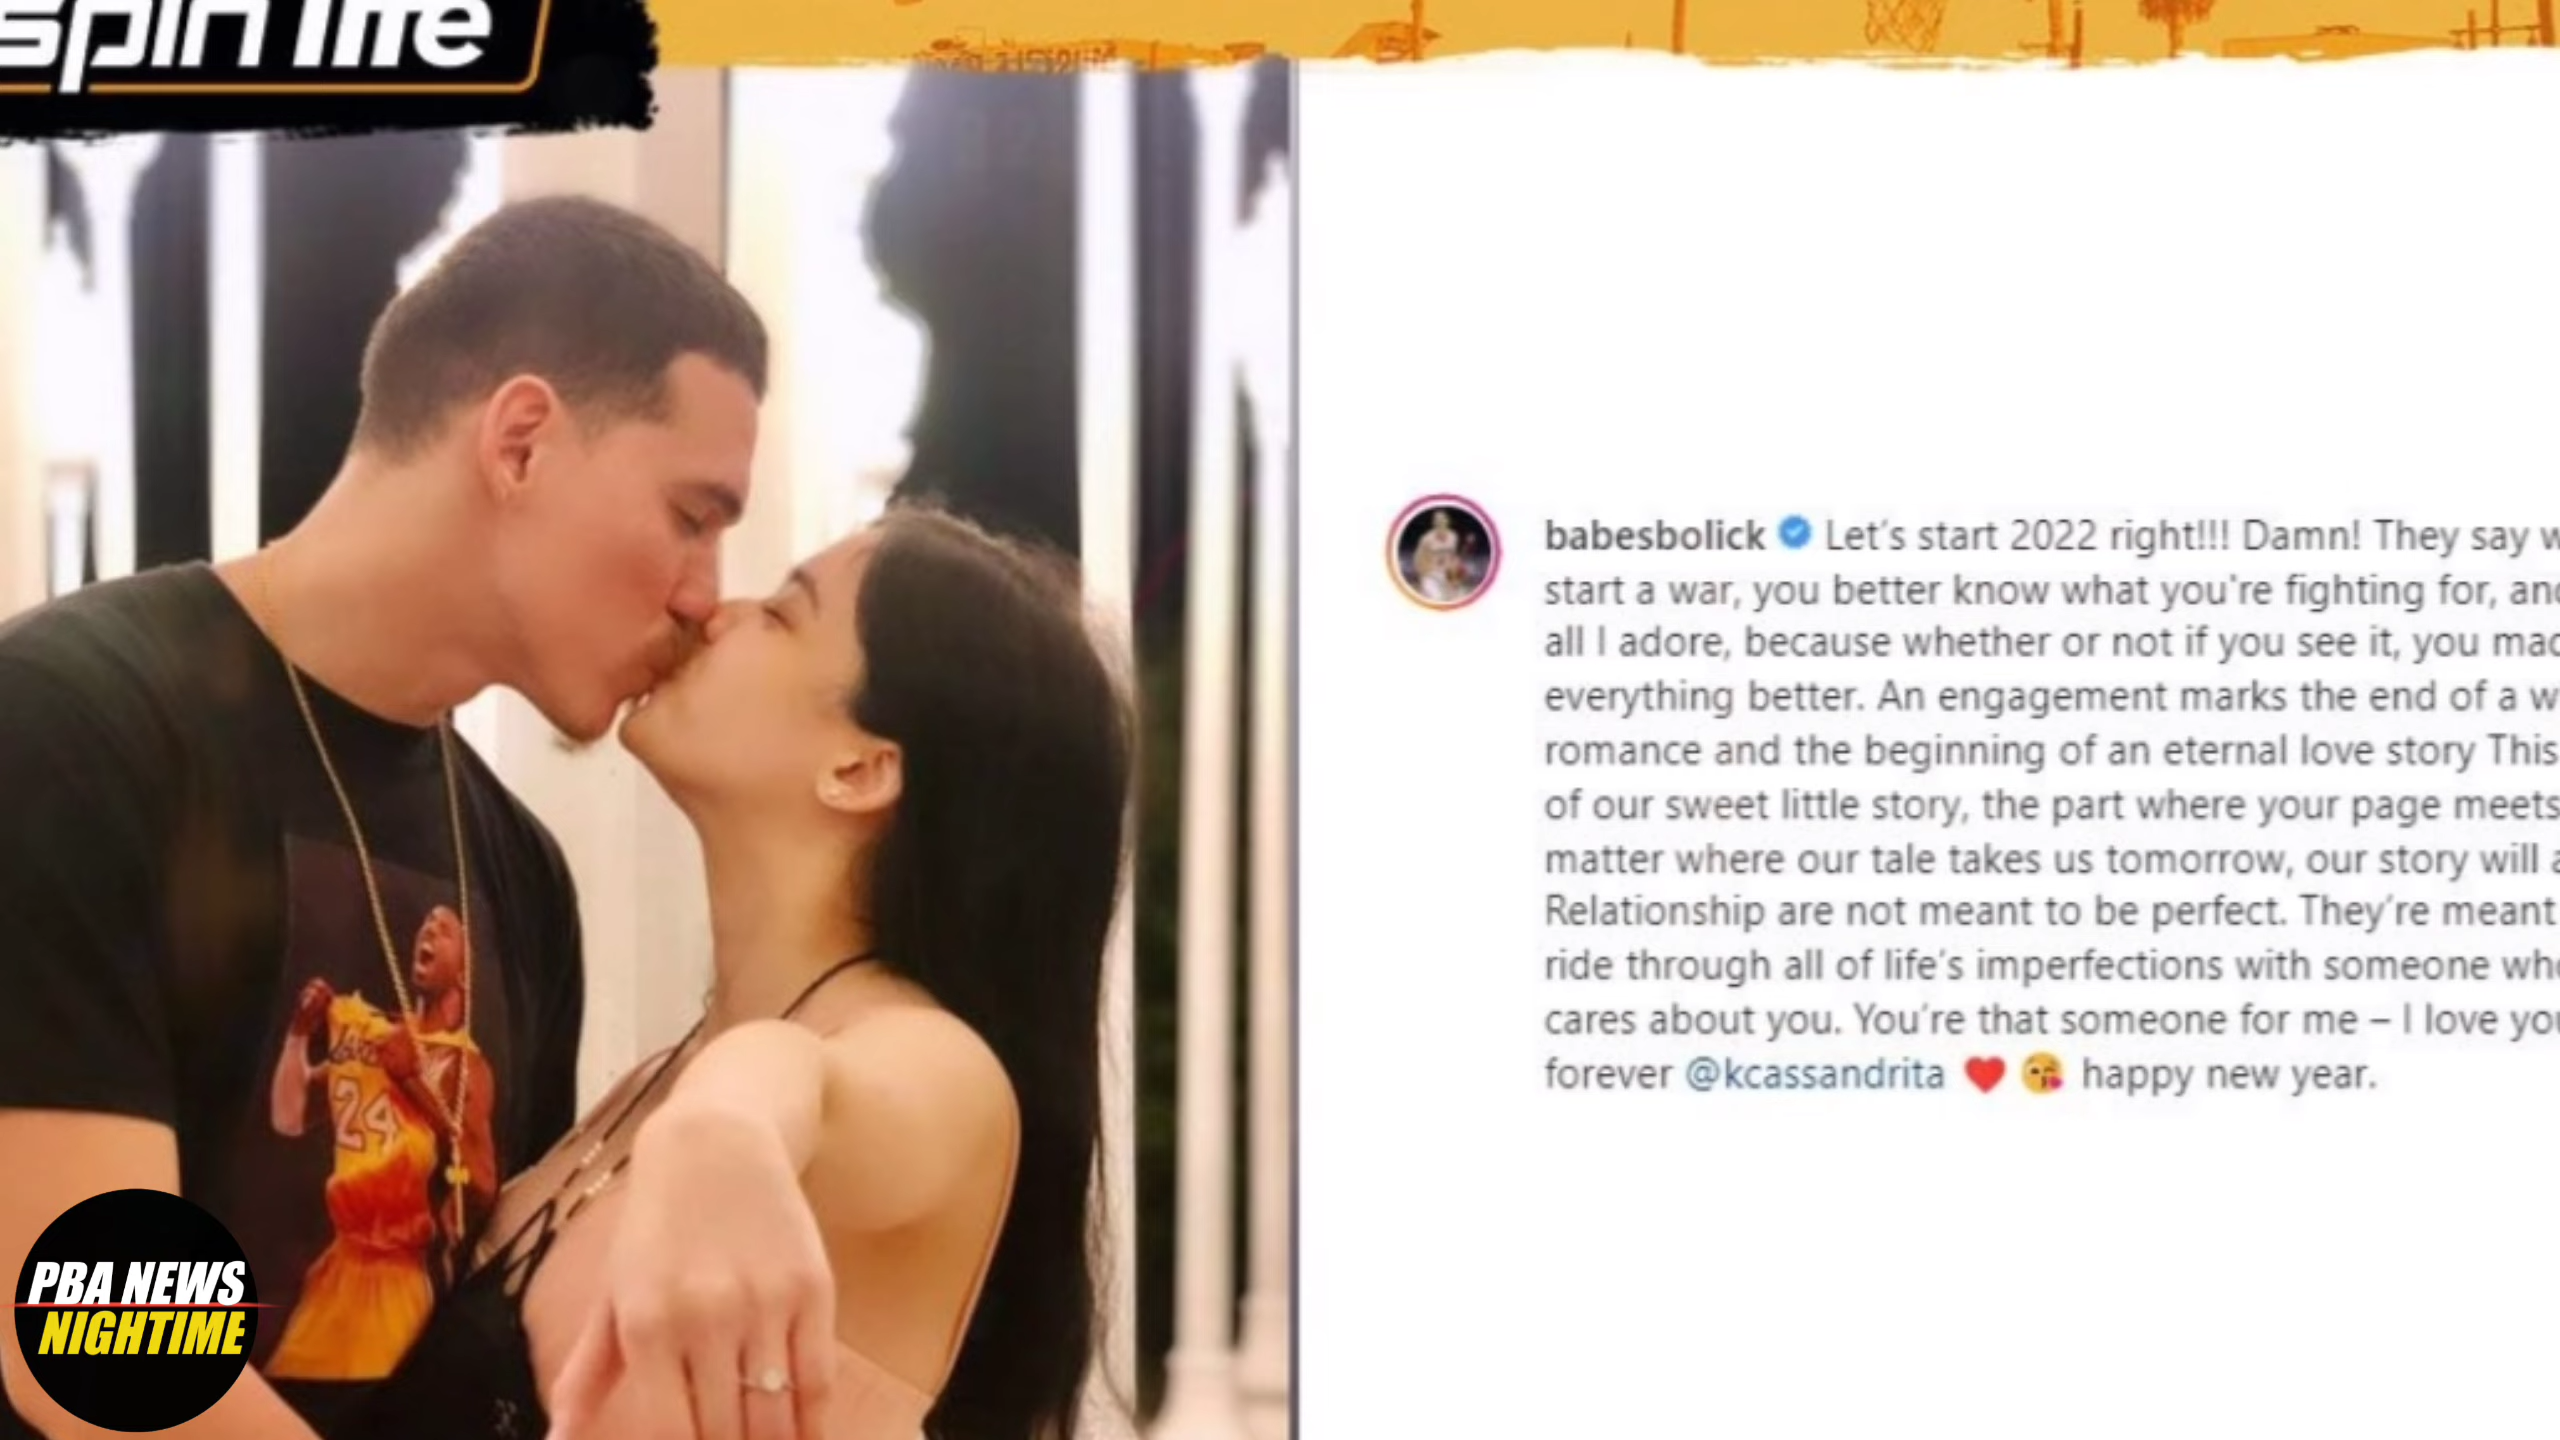 spin life
babesbolick Let's start 2022 right!!! Damn! They say
start a war, you better know what you're fighting for,
all I adore, because whether or not if you see it, you
everything better. An engagement marks the end of a
romance and the beginning of an eternal love story This
of our sweet little story, the part where your page meets
matter where our tale takes us tomorrow, our story will
Relationship are not meant to be perfect. They're meant
ride through all of life's imperfections with someone
cares about you. You're that someone for me – I love
forever @kcassandrita ❤️ 😘 happy new year.
24
PBA NEWS
NIGHTIME